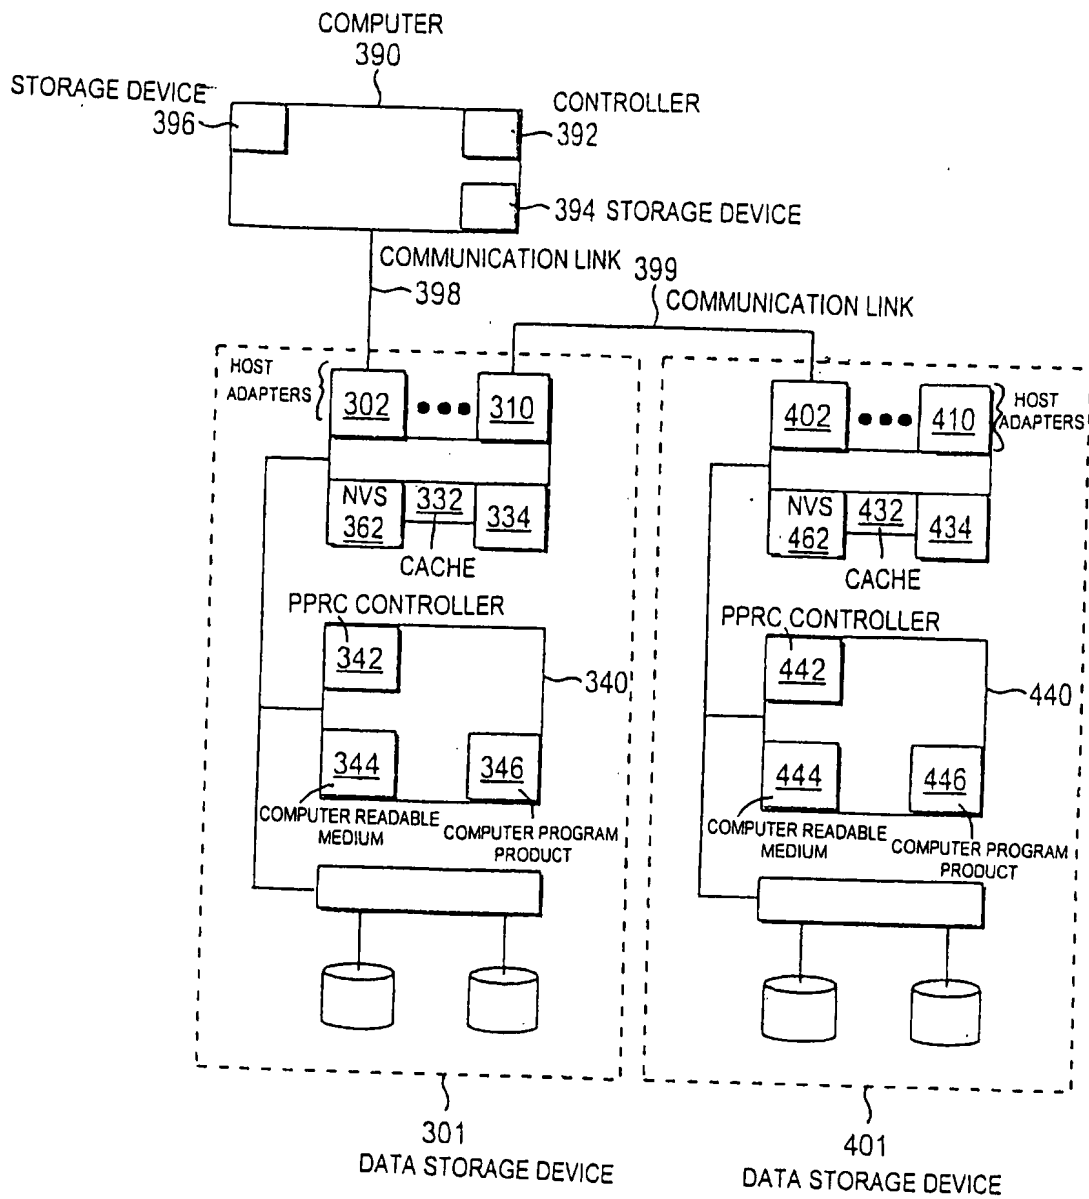 COMPUTER
390
STORAGE DEVICE
396
CONTROLLER
392
394 STORAGE DEVICE
COMMUNICATION LINK
398
399
COMMUNICATION LINK
HOST
ADAPTERS
302
310
NVS
362
332
334
CACHE
PPRC CONTROLLER
342
340
344
346
COMPUTER READABLE
MEDIUM
COMPUTER PROGRAM
PRODUCT
301
DATA STORAGE DEVICE
402
410
HOST
ADAPTERS
NVS
462
432
434
CACHE
PPRC CONTROLLER
442
440
444
446
COMPUTER READABLE
MEDIUM
COMPUTER PROGRAM
PRODUCT
401
DATA STORAGE DEVICE